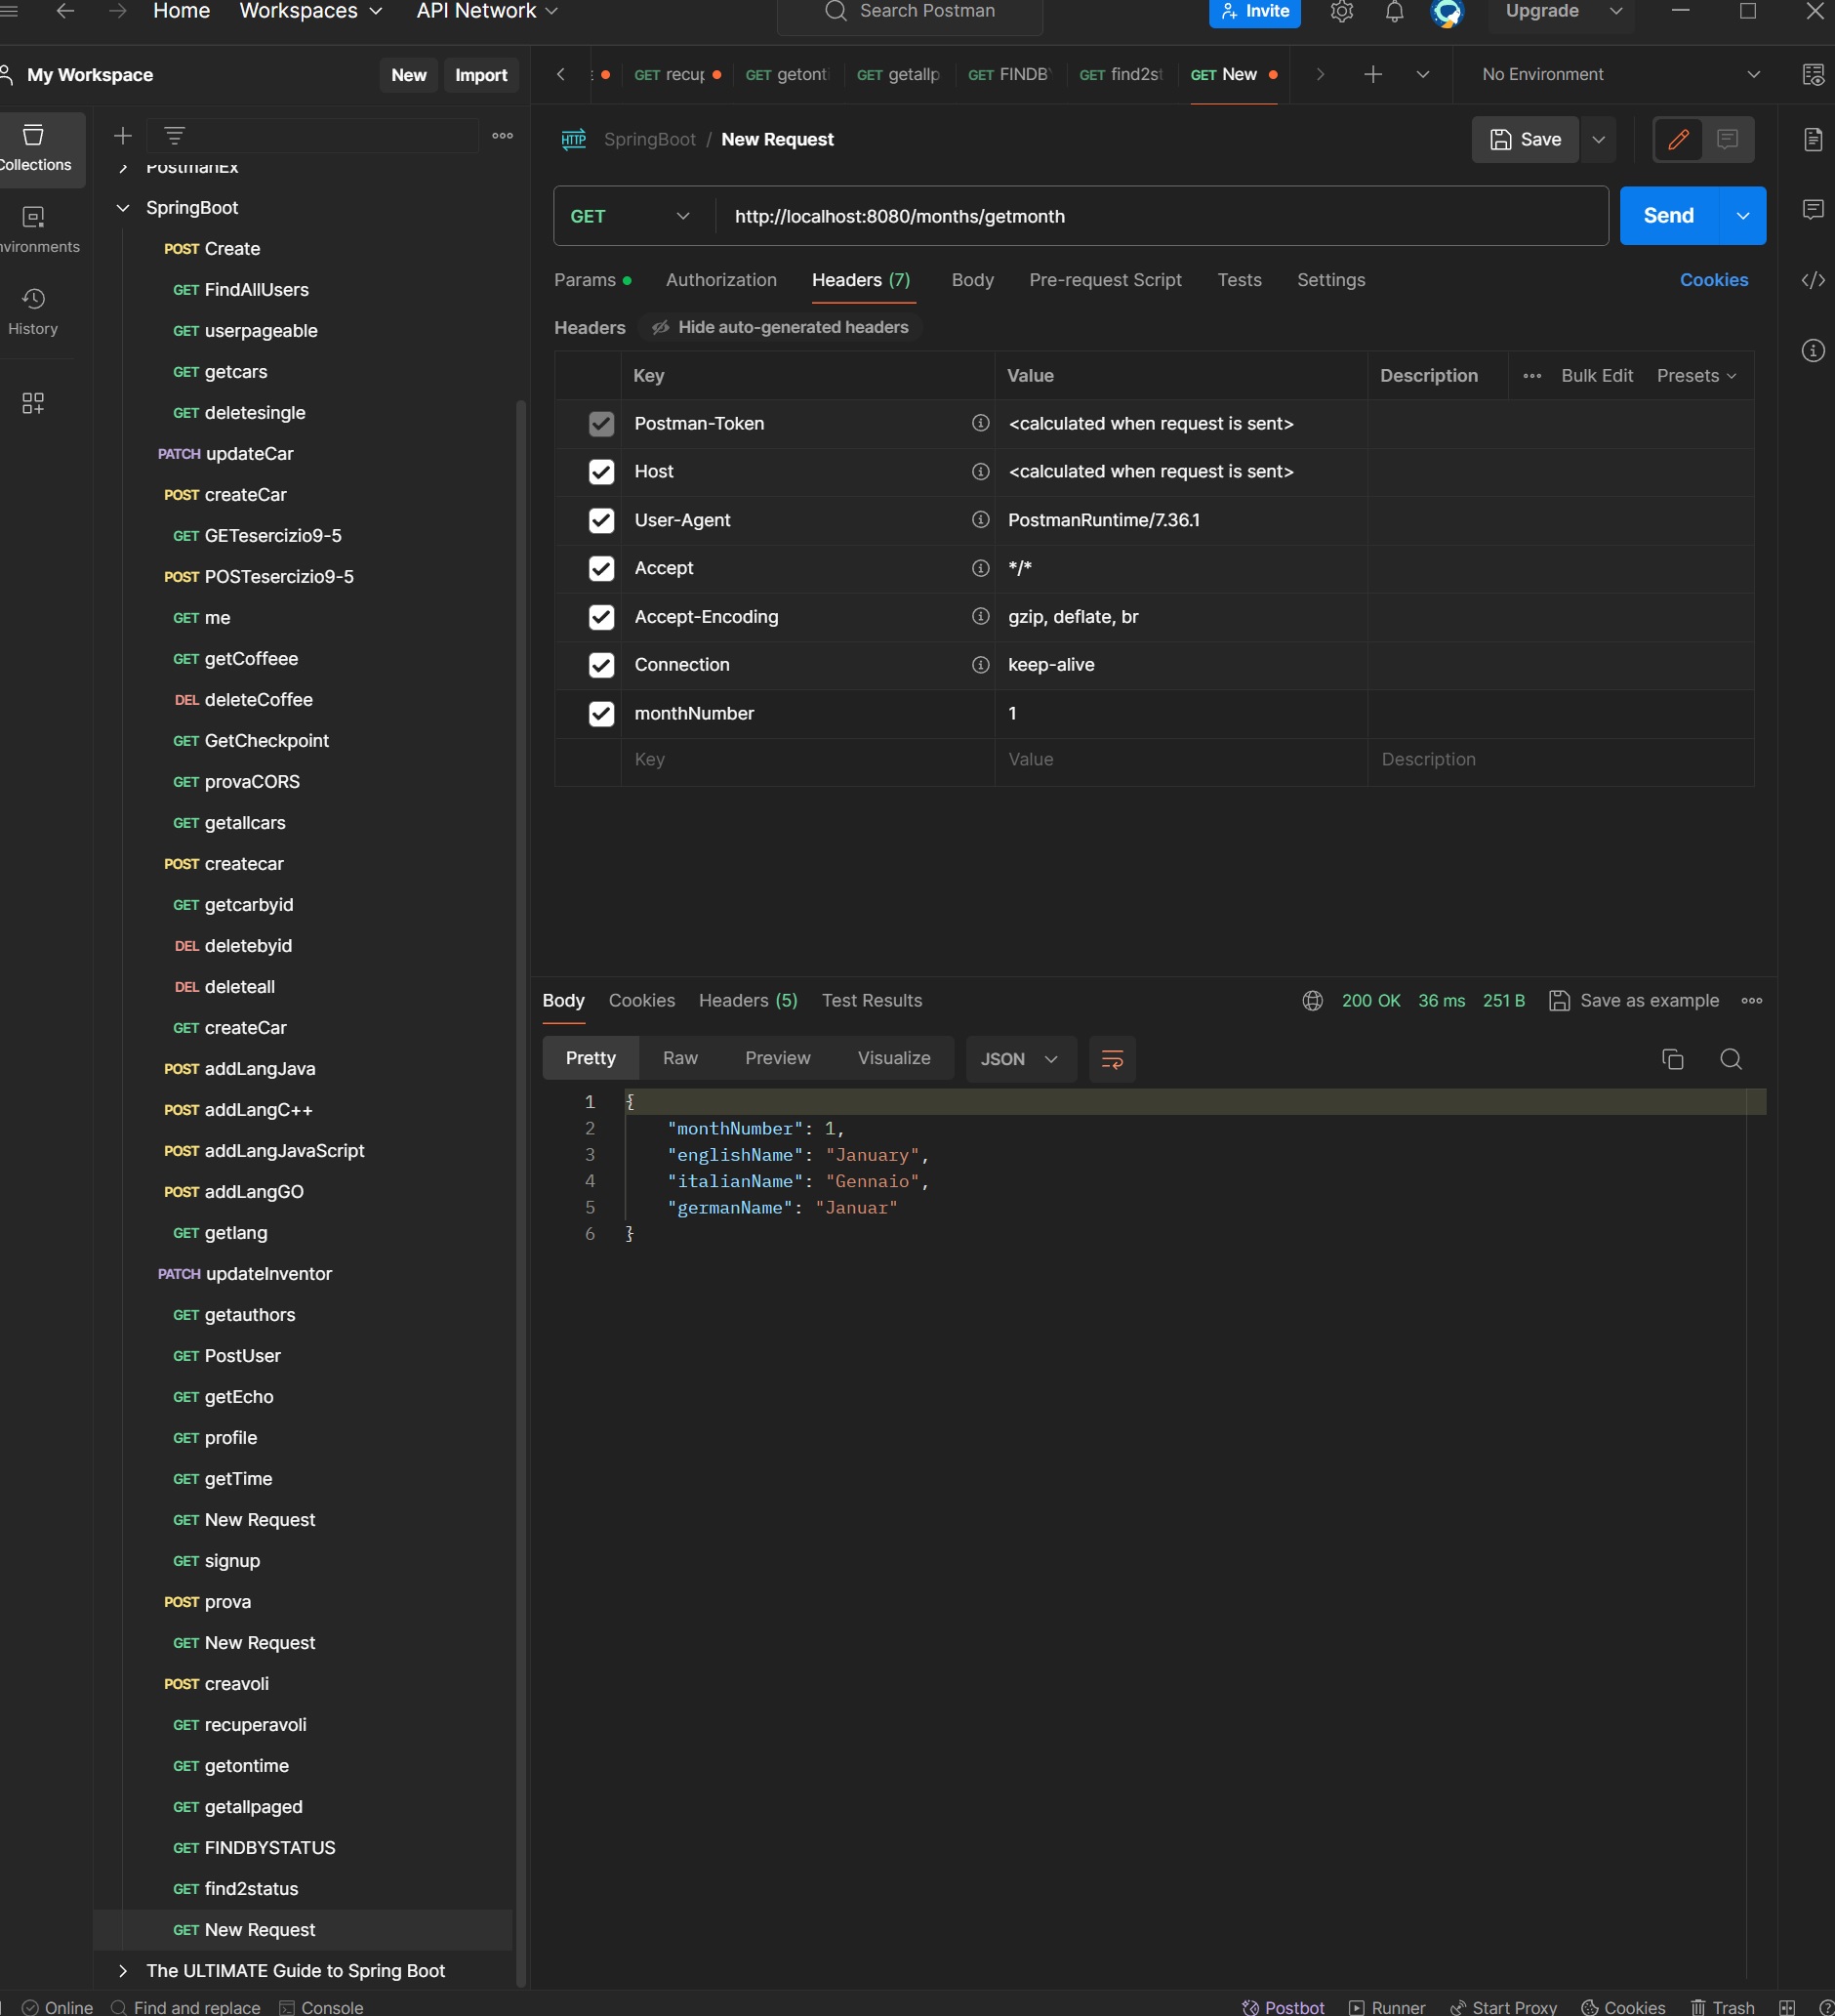 Home Workspaces API Network Search Postman Invite Upgrade
My Workspace New Import
GET recup GET getonti GET getallp GET FINDB GET find2st GET New No Environment
Collections
PostmanEx
SpringBoot
POST Create
GET FindAllUsers
GET userpageable
GET getcars
GET deletesingle
PATCH updateCar
POST createCar
GET GETesercizio9-5
POST POSTesercizio9-5
GET me
GET getCoffeee
DEL deleteCoffee
GET GetCheckpoint
GET provaCORS
GET getallcars
POST createcar
GET getcarbyid
DEL deletebyid
DEL deleteall
GET createCar
POST addLangJava
POST addLangC++
POST addLangJavaScript
POST addLangGO
GET getlang
PATCH updateInventor
GET getauthors
GET PostUser
GET getEcho
GET profile
GET getTime
GET New Request
GET signup
POST prova
GET New Request
POST creavoli
GET recuperavoli
GET getontime
GET getallpaged
GET FINDBYSTATUS
GET find2status
GET New Request
The ULTIMATE Guide to Spring Boot
vironments
History
HTTP SpringBoot / New Request Save
GET http://localhost:8080/months/getmonth Send
Params Authorization Headers (7) Body Pre-request Script Tests Settings Cookies
Headers Hide auto-generated headers
Key Value Description Bulk Edit Presets
Postman-Token <calculated when request is sent>
Host <calculated when request is sent>
User-Agent PostmanRuntime/7.36.1
Accept */*
Accept-Encoding gzip, deflate, br
Connection keep-alive
monthNumber 1
Key Value Description
Body Cookies Headers (5) Test Results 200 OK 36 ms 251 B Save as example
Pretty Raw Preview Visualize JSON
1 {
2 "monthNumber": 1,
3 "englishName": "January",
4 "italianName": "Gennaio",
5 "germanName": "Januar"
6 }
Online Find and replace Console Postbot Runner Start Proxy Cookies Trash